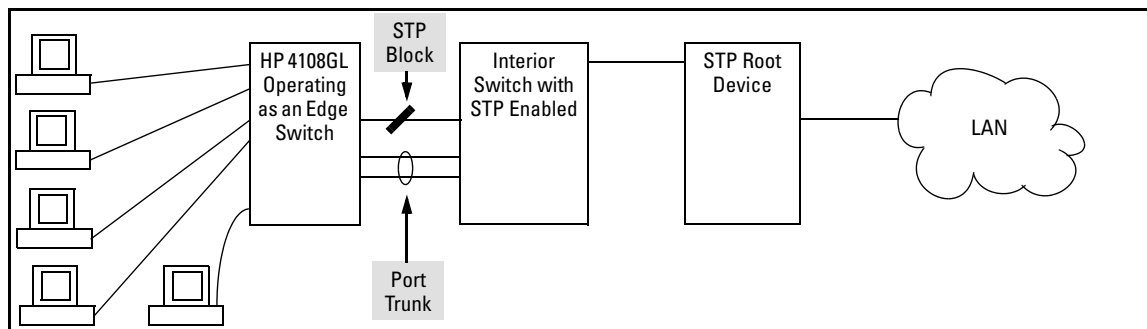 HP 4108GL
Operating
as an Edge
Switch
STP
Block
Interior
Switch with
STP Enabled
STP Root
Device
LAN
Port
Trunk